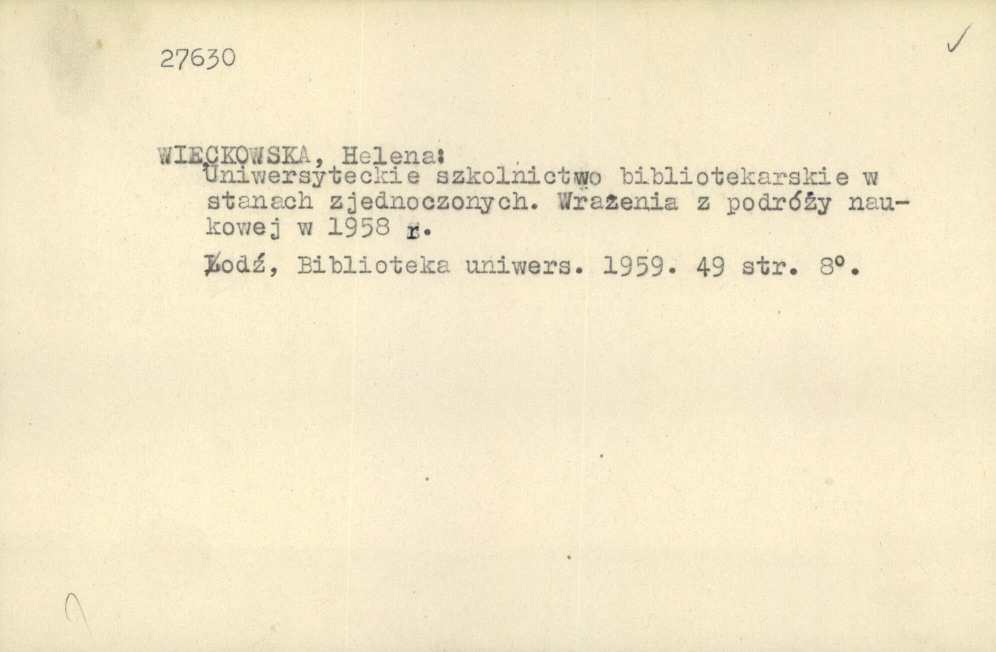 27630
WIĘCKOWSKA, Helena:
Uniwersyteckie szkolnictwo bibliotekarskie w
stanach zjednoczonych. Wrażenia z podróży nau-
kowej w 1958 r.
Łodź, Biblioteka uniwers. 1959. 49 str. 8°.